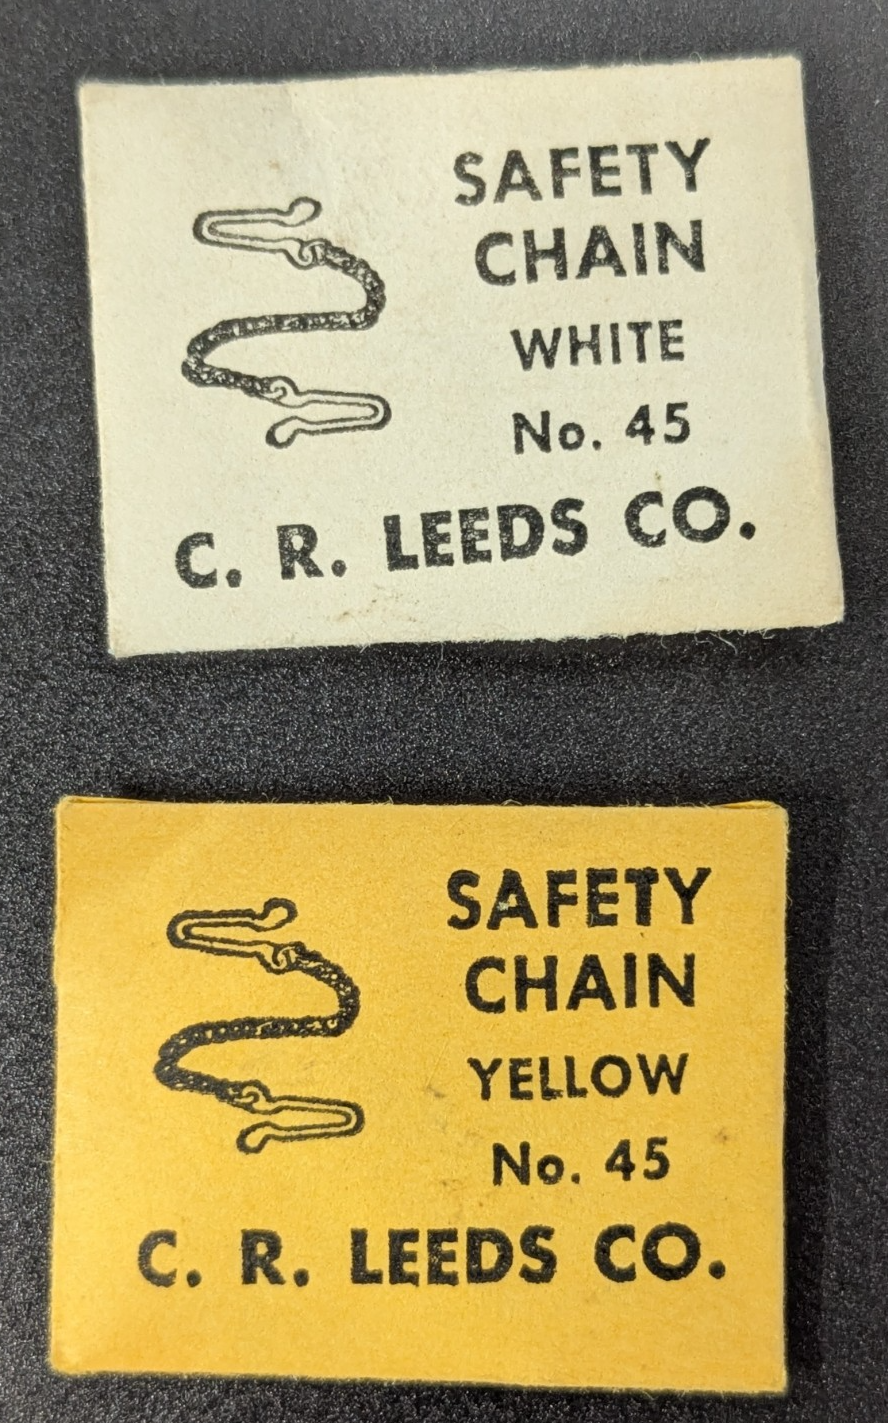 SAFETY
CHAIN
WHITE
No. 45
C. R. LEEDS CO.
SAFETY
CHAIN
YELLOW
No. 45
C. R. LEEDS CO.